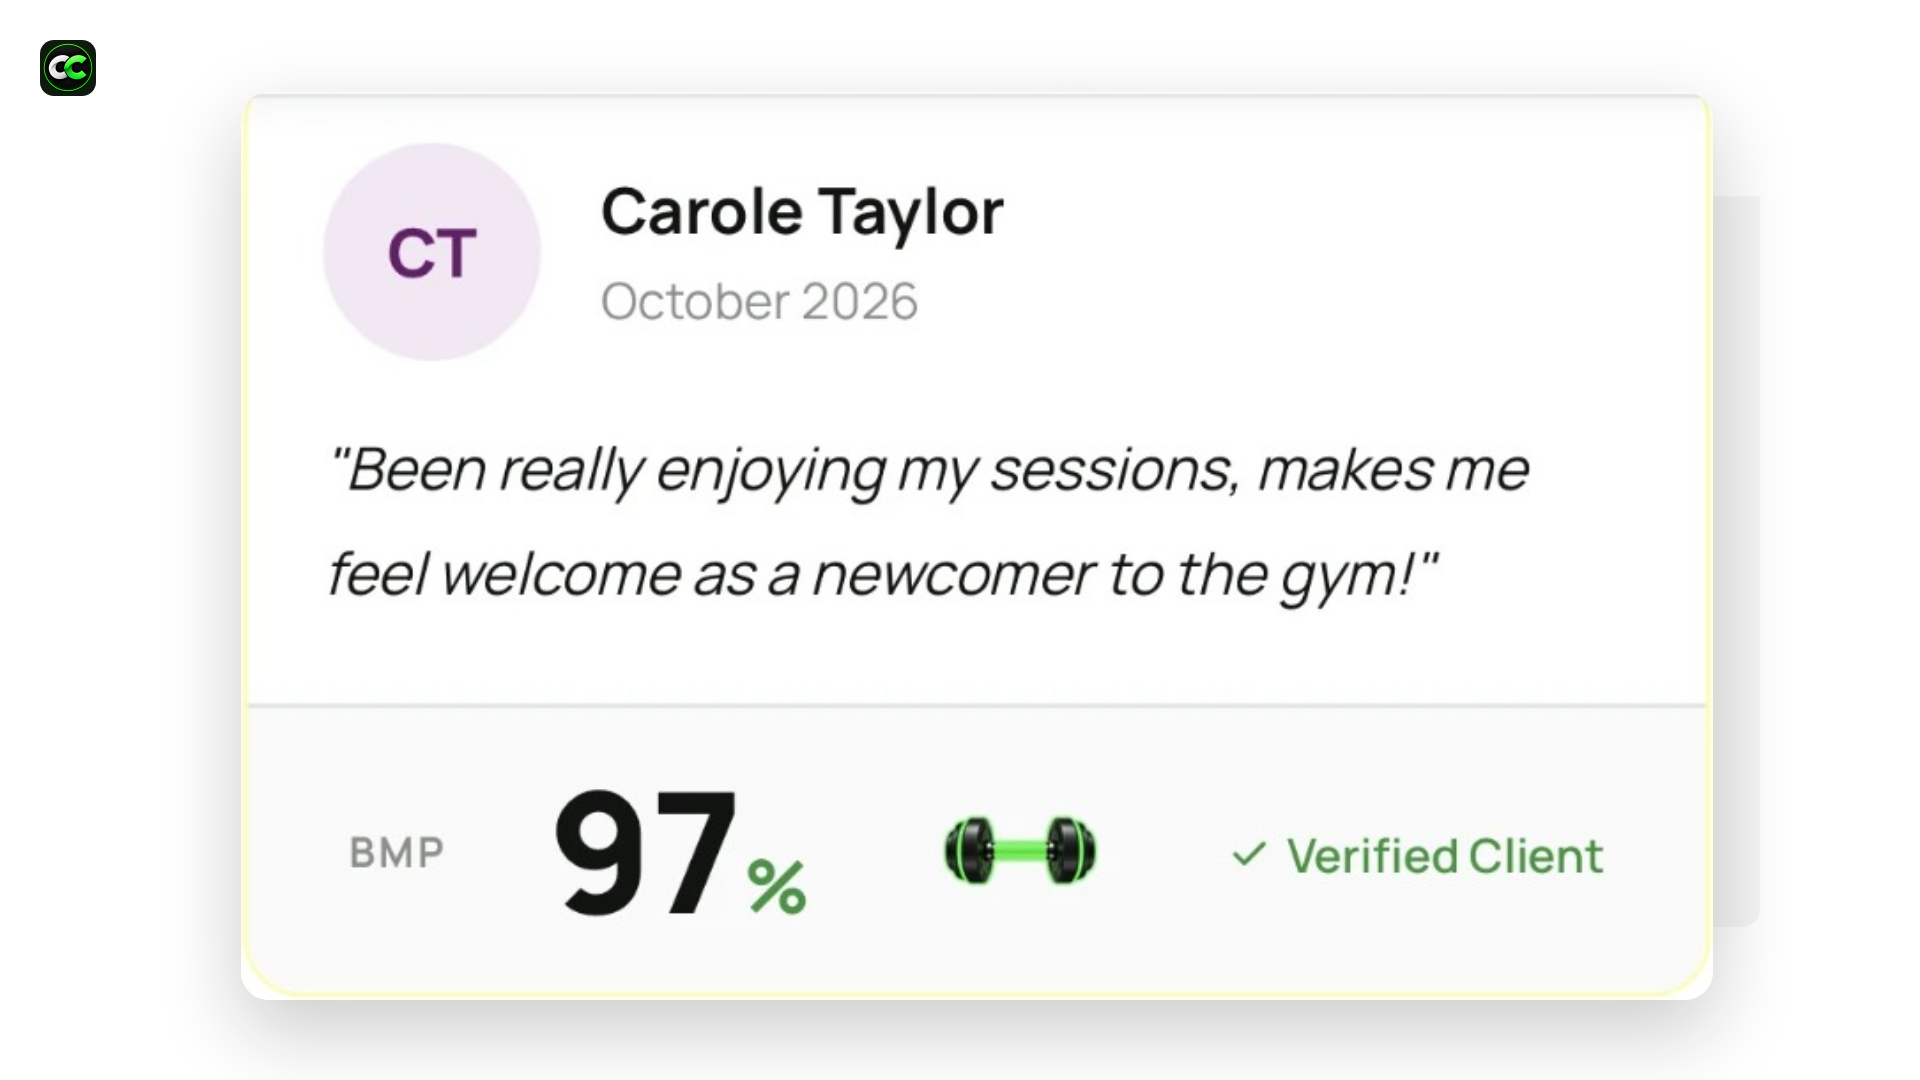 CC
CT
Carole Taylor
October 2026
"Been really enjoying my sessions, makes me
feel welcome as a newcomer to the gym!"
BMP 97% ✓ Verified Client